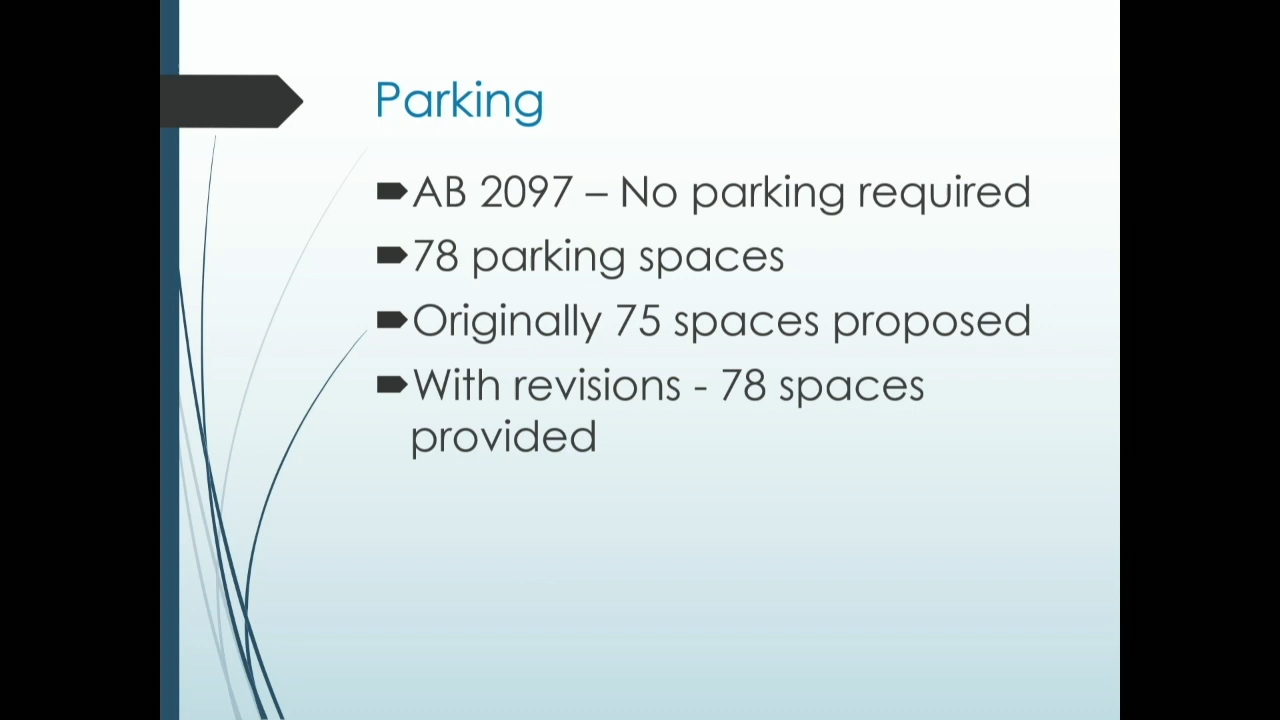 Parking
AB 2097 – No parking required
78 parking spaces
Originally 75 spaces proposed
With revisions - 78 spaces
provided